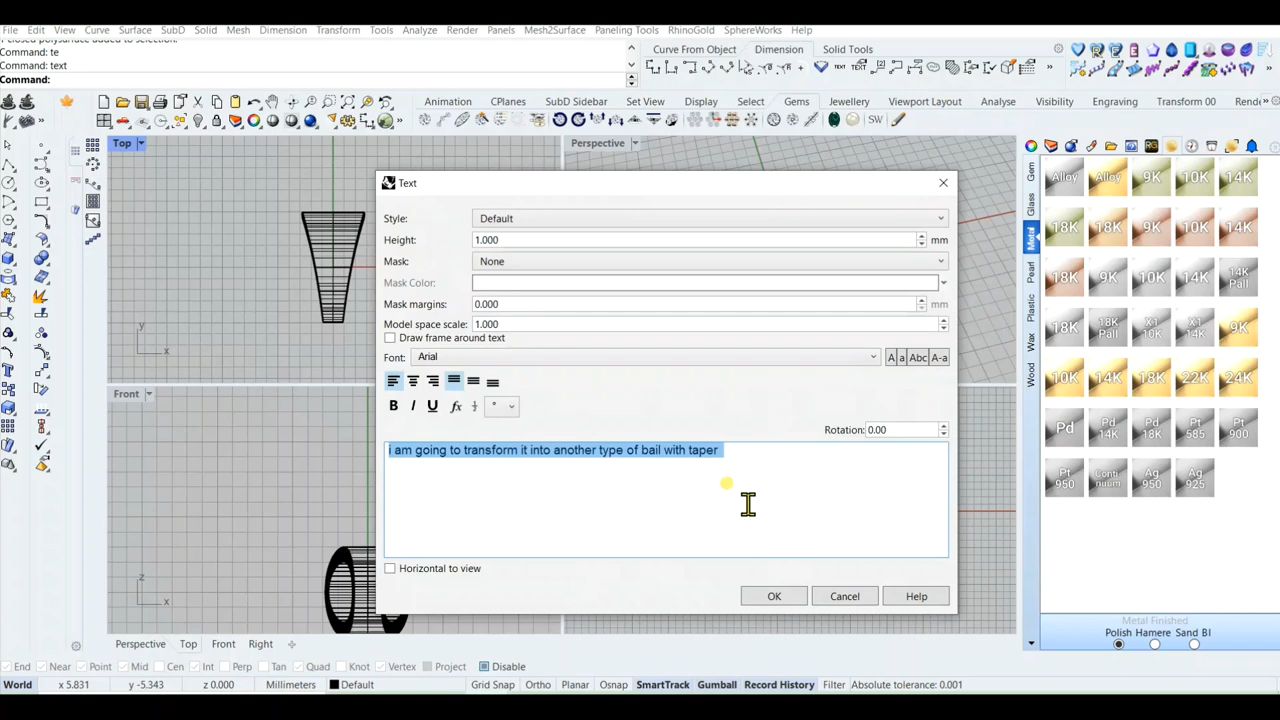 File Edit View Curve Surface SubD Solid Mesh Dimension Transform Tools Analyze Render Panels Mesh2Surface Paneling Tools RhinoGold SphereWorks Help
Command: te
Command: text
Command:
Curve From Object Dimension Solid Tools
Animation CPlanes SubD Sidebar Set View Display Select Gems Jewellery Viewport Layout Analyse Visibility Engraving Transform 00 Rende
SW
Top
Perspective
Text
Style: Default
Height: 1.000 mm
Mask: None
Mask Color:
Mask margins: 0.000 mm
Model space scale: 1.000
Draw frame around text
Font: Arial
A a Abc A-a
B I U fx °
Rotation: 0.00
i am going to transform it into another type of bail with taper
Horizontal to view
OK Cancel Help
y
x
Front
z
x
Gem
Glass
Metal
Pearl
Plastic
Wax
Wood
Alloy Alloy 9K 10K 14K
18K 9K 10K 14K
18K 9K 10K 14K 14K Pall
18K 18K Pall X1 10K X1 14K 9K
10K 14K 18K 22K 24K
Pd Pd 14K Pd 18K Pt 585 Pt 900
Pt 950 Conti nuum Ag 950 Ag 925
Metal Finished
Polish Hamere Sand Bl
Perspective Top Front Right
End Near Point Mid Cen Int Perp Tan Quad Knot Vertex Project Disable
World x 5.831 y -5.343 z 0.000 Millimeters Default Grid Snap Ortho Planar Osnap SmartTrack Gumball Record History Filter Absolute tolerance: 0.001